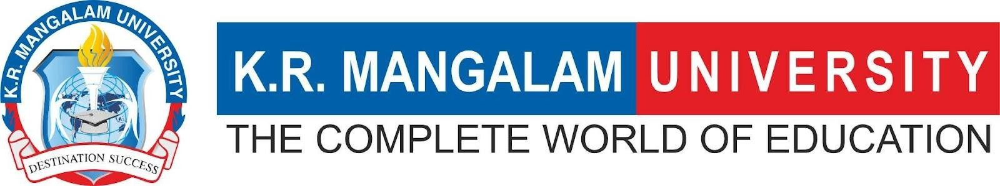 K.R. MANGALAM UNIVERSITY
DESTINATION SUCCESS
K.R. MANGALAM UNIVERSITY
THE COMPLETE WORLD OF EDUCATION